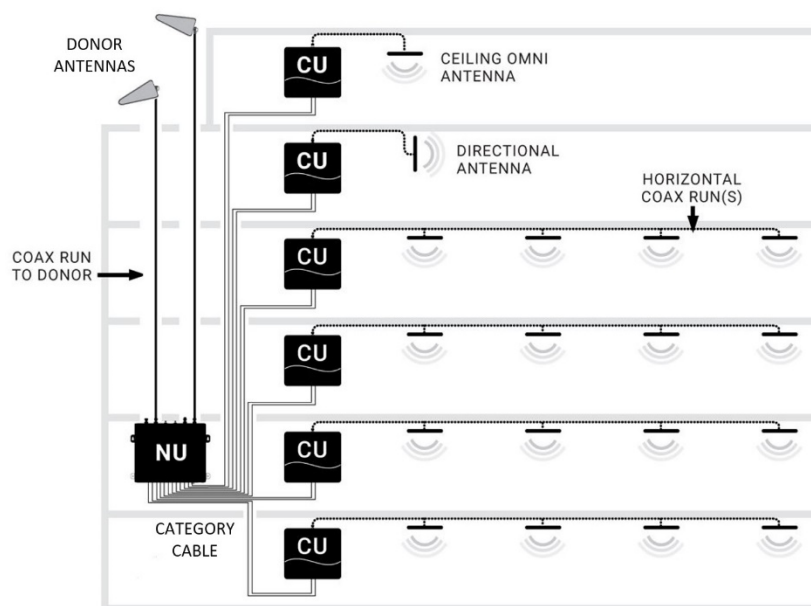 DONOR
ANTENNAS
CU
CEILING OMNI
ANTENNA
CU
DIRECTIONAL
ANTENNA
HORIZONTAL
COAX RUN(S)
COAX RUN
TO DONOR
CU
CU
NU
CU
CATEGORY
CABLE
CU